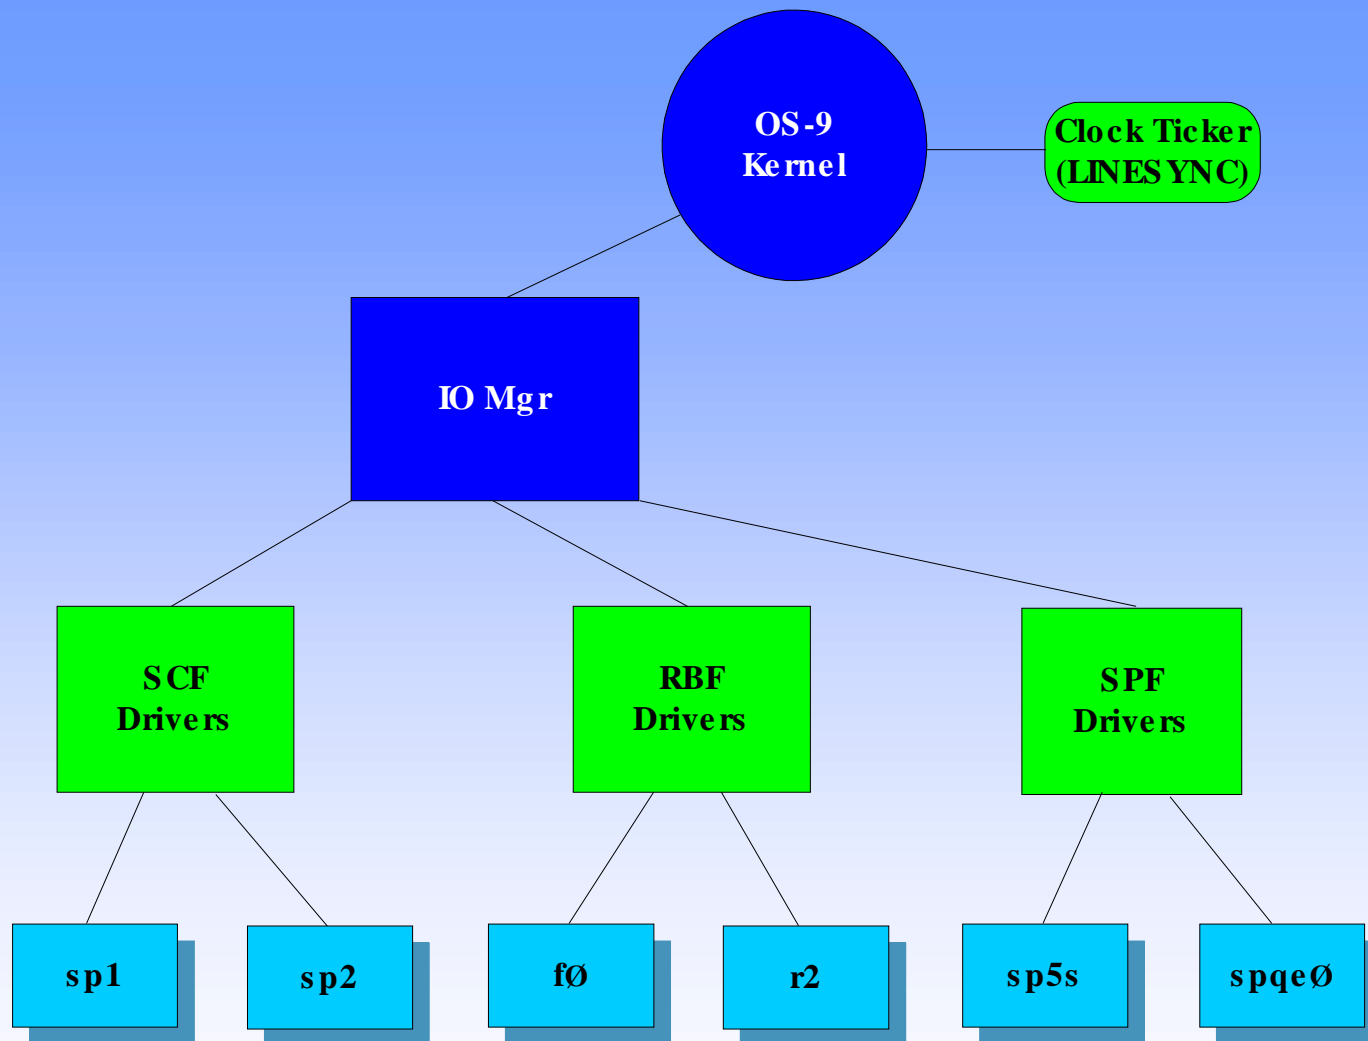 OS-9
Kernel
Clock Ticker
(LINESYNC)
IO Mgr
SCF
Drivers
RBF
Drivers
SPF
Drivers
sp1
sp2
fØ
r2
sp5s
spqeØ